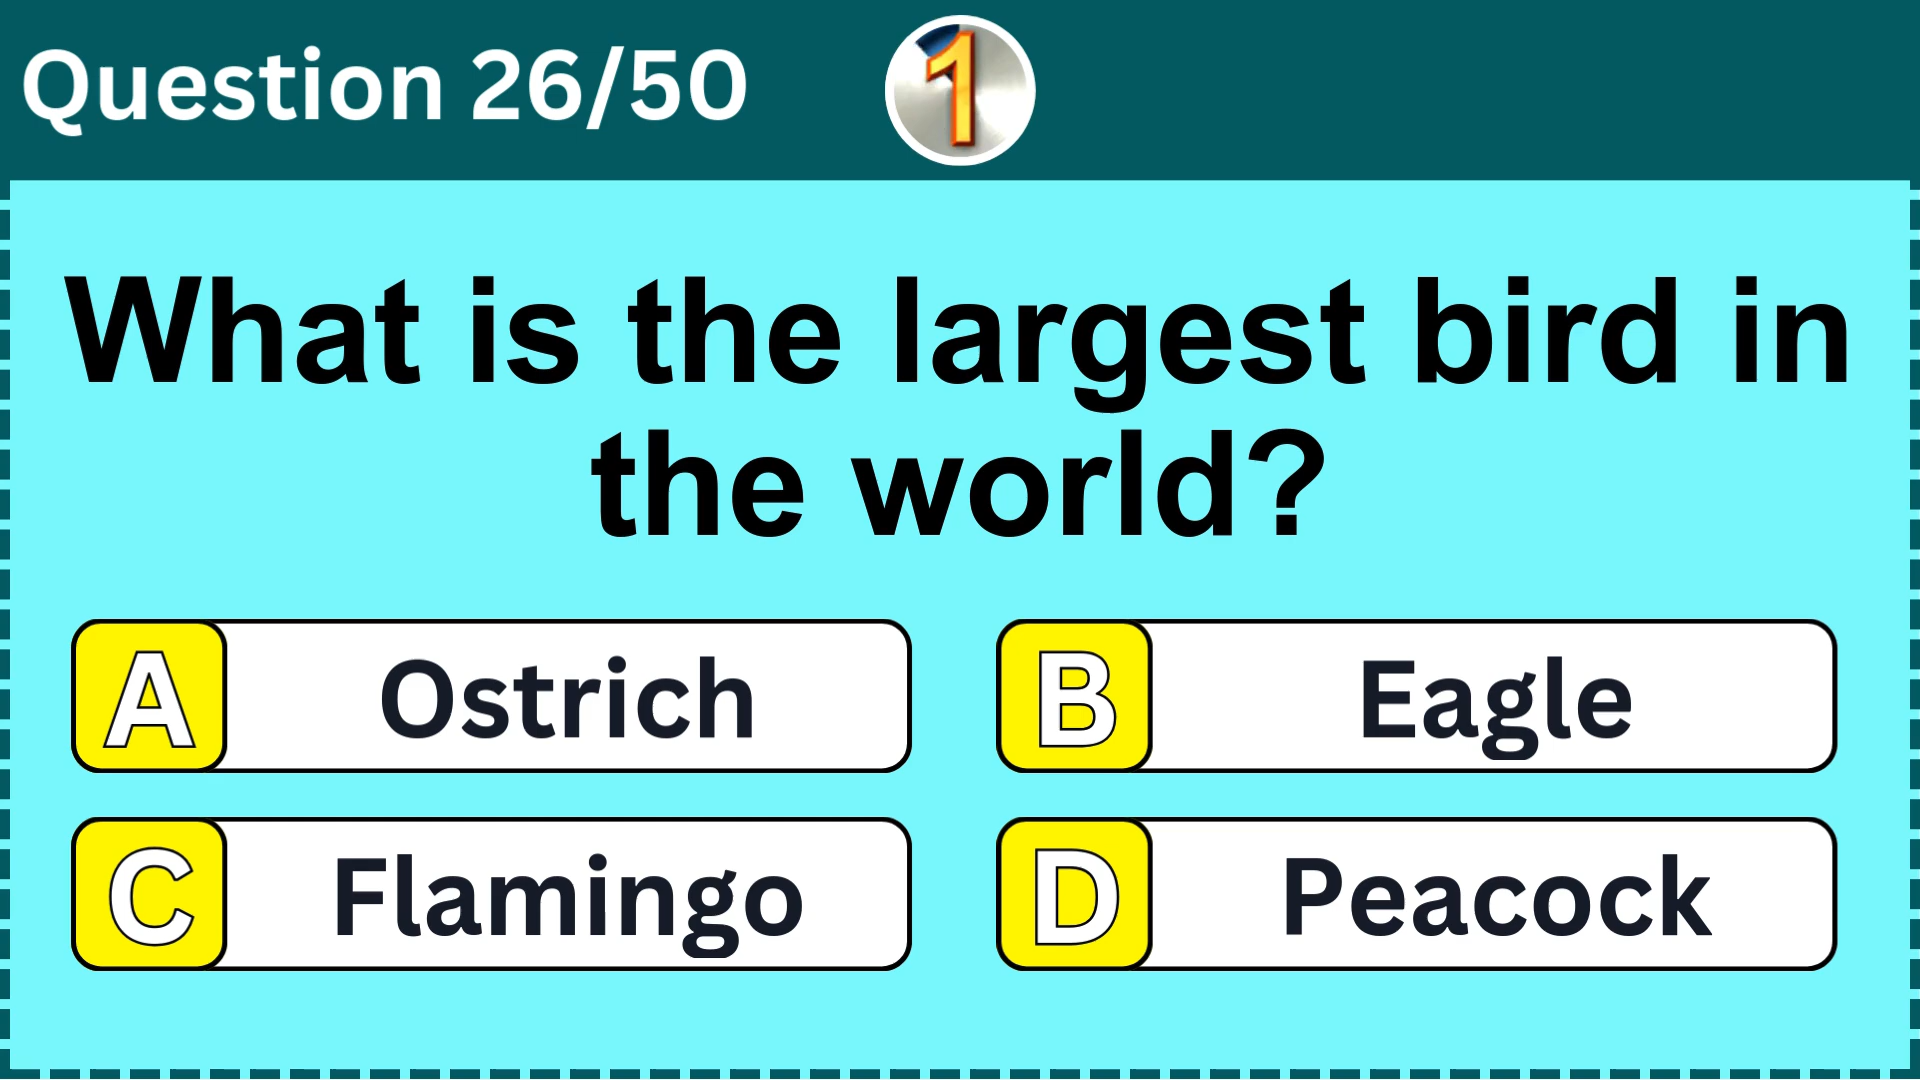 Question 26/50
1
What is the largest bird in
the world?
A Ostrich
B Eagle
C Flamingo
D Peacock